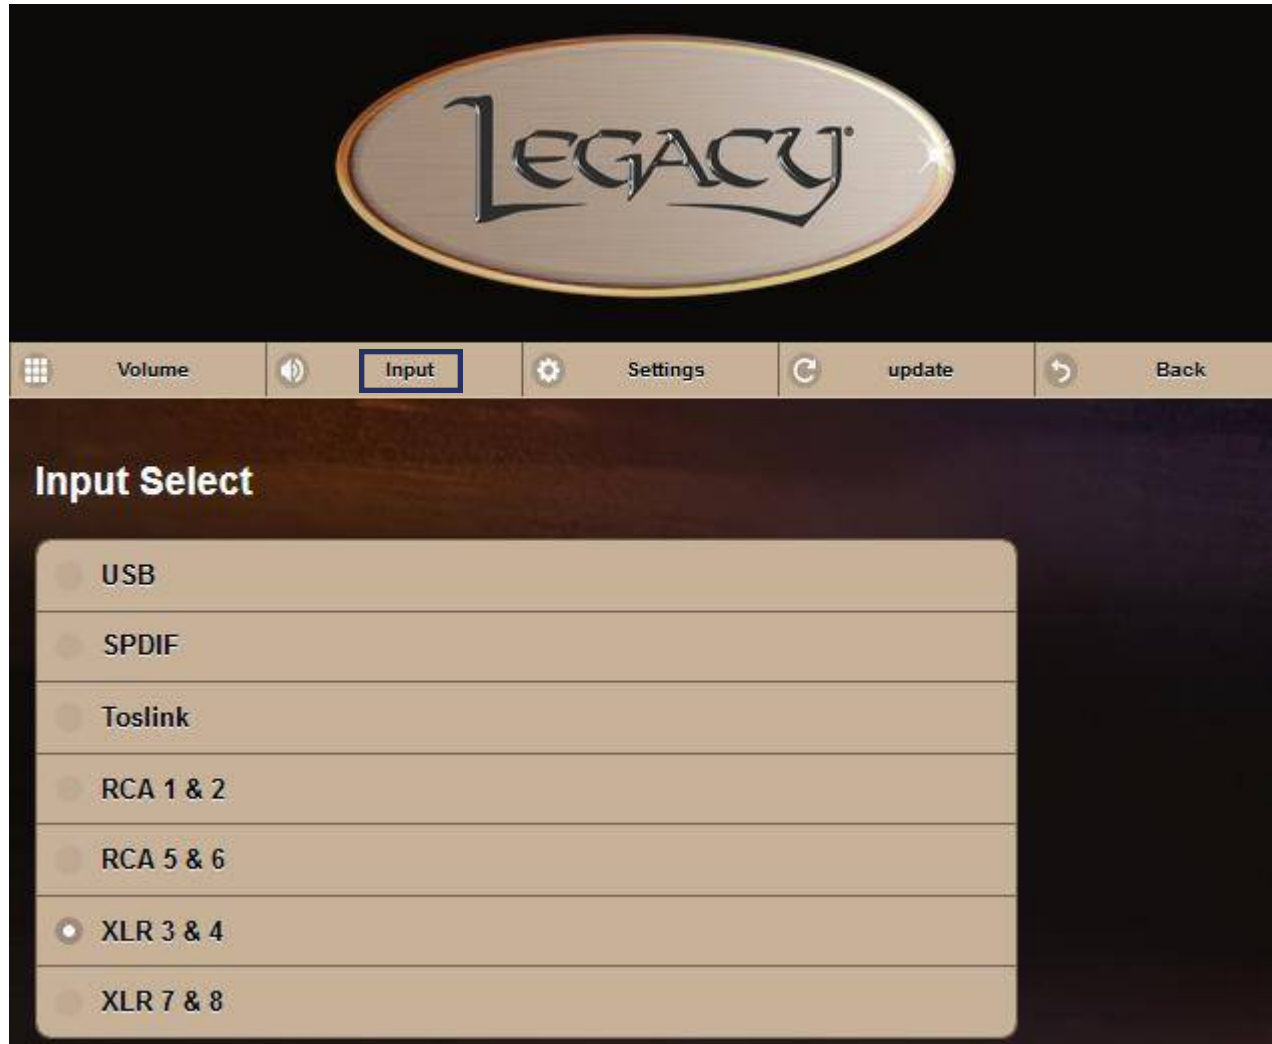 LEGACY®
Volume Input Settings update Back
Input Select
USB
SPDIF
Toslink
RCA 1 & 2
RCA 5 & 6
XLR 3 & 4
XLR 7 & 8